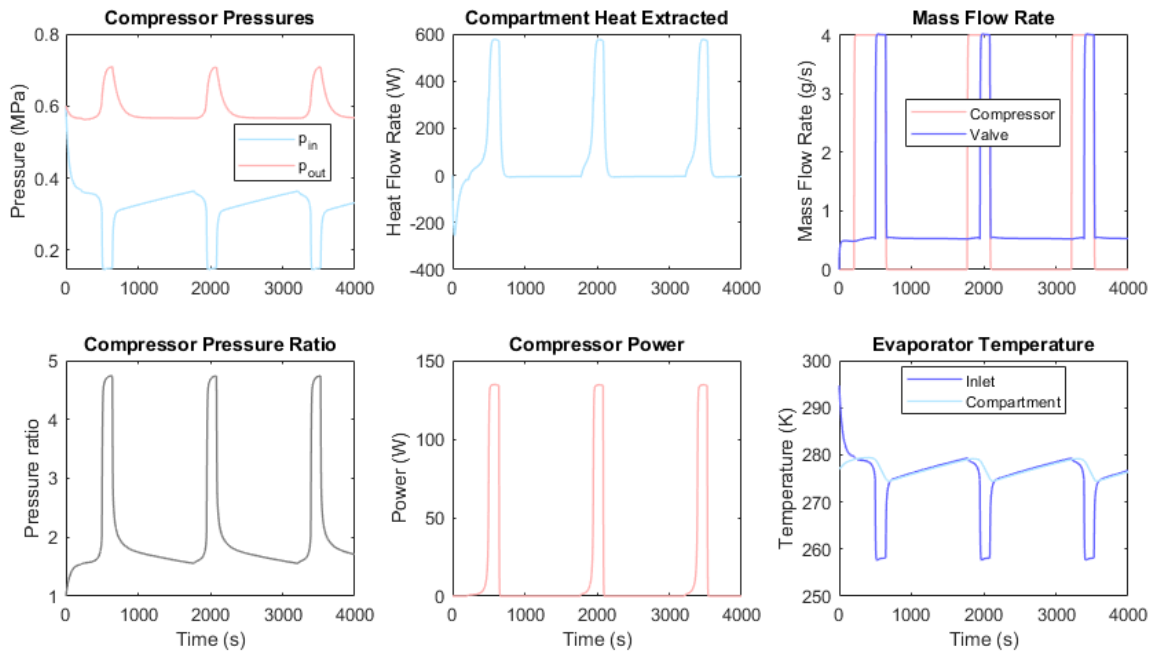 Compressor Pressures
Pressure (MPa)
0.8
0.6
0.4
0.2
p_in
p_out
0 1000 2000 3000 4000
Compartment Heat Extracted
Heat Flow Rate (W)
600
400
200
0
-200
-400
0 1000 2000 3000 4000
Mass Flow Rate
Mass Flow Rate (g/s)
4
3
2
1
0
Compressor
Valve
0 1000 2000 3000 4000
Compressor Pressure Ratio
Pressure ratio
5
4
3
2
1
0 1000 2000 3000 4000
Time (s)
Compressor Power
Power (W)
150
100
50
0
0 1000 2000 3000 4000
Time (s)
Evaporator Temperature
Temperature (K)
300
290
280
270
260
250
Inlet
Compartment
0 1000 2000 3000 4000
Time (s)